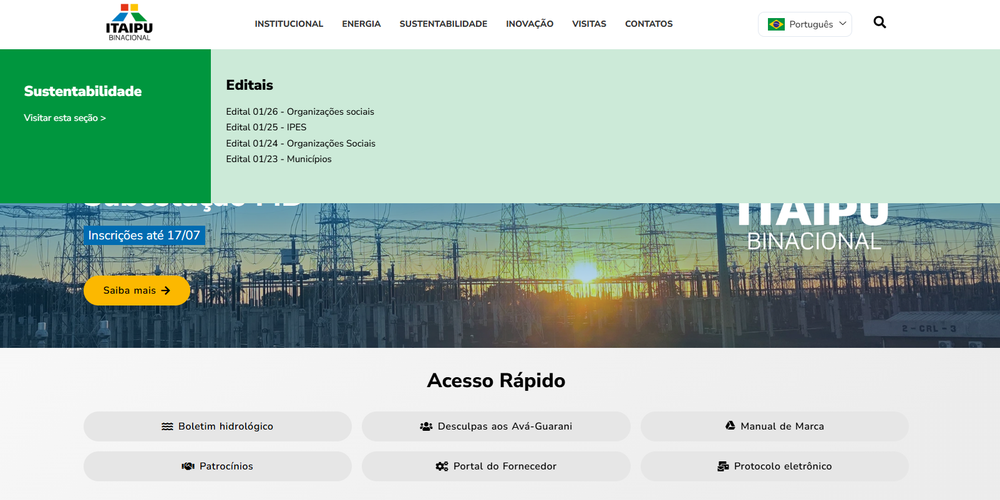 ITAIPU
BINACIONAL
INSTITUCIONAL
ENERGIA
SUSTENTABILIDADE
INOVAÇÃO
VISITAS
CONTATOS
Português
Sustentabilidade
Visitar esta seção >
Editais
Edital 01/26 - Organizações sociais
Edital 01/25 - IPES
Edital 01/24 - Organizações Sociais
Edital 01/23 - Municípios
Inscrições até 17/07
Saiba mais
ITAIPU
BINACIONAL
2-CRL-3
Acesso Rápido
Boletim hidrológico
Desculpas aos Avá-Guarani
Manual de Marca
Patrocínios
Portal do Fornecedor
Protocolo eletrônico